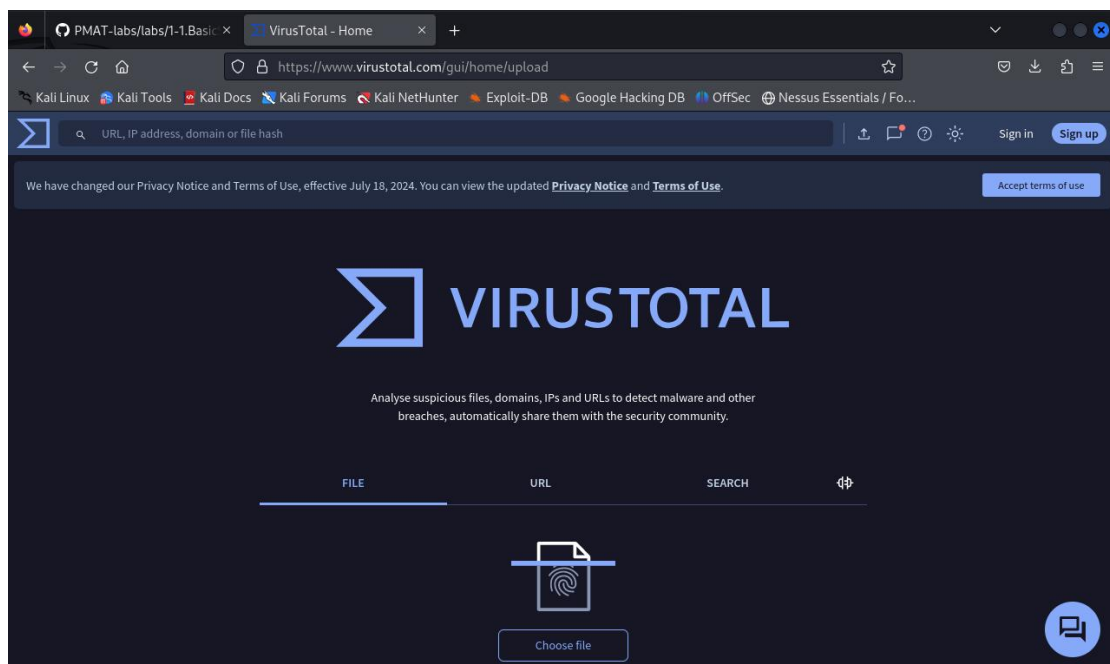 PMAT-labs/labs/1-1.Basic
VirusTotal - Home
https://www.virustotal.com/gui/home/upload
Kali Linux Kali Tools Kali Docs Kali Forums Kali NetHunter Exploit-DB Google Hacking DB OffSec Nessus Essentials / Fo...
URL, IP address, domain or file hash Sign in Sign up
We have changed our Privacy Notice and Terms of Use, effective July 18, 2024. You can view the updated Privacy Notice and Terms of Use. Accept terms of use
VIRUSTOTAL
Analyse suspicious files, domains, IPs and URLs to detect malware and other
breaches, automatically share them with the security community.
FILE URL SEARCH
Choose file